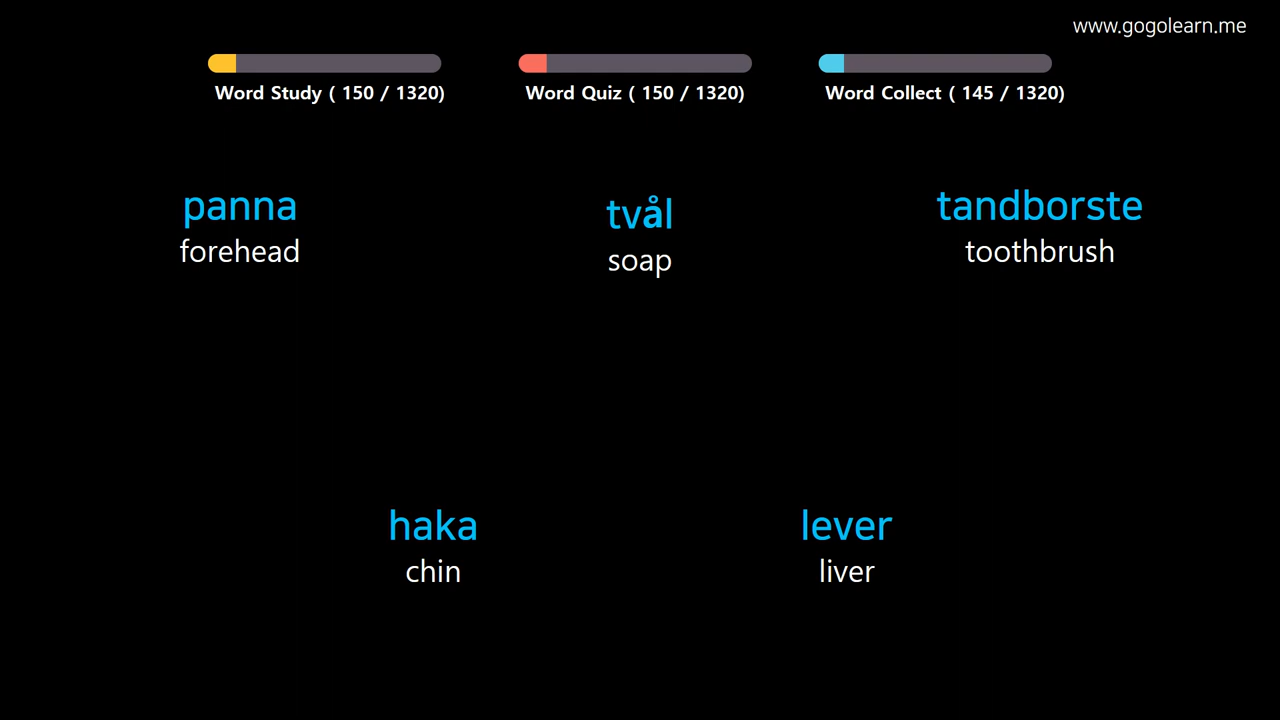 www.gogolearn.me
Word Study ( 150 / 1320)
Word Quiz ( 150 / 1320)
Word Collect ( 145 / 1320)
panna
forehead
tvål
soap
tandborste
toothbrush
haka
chin
lever
liver